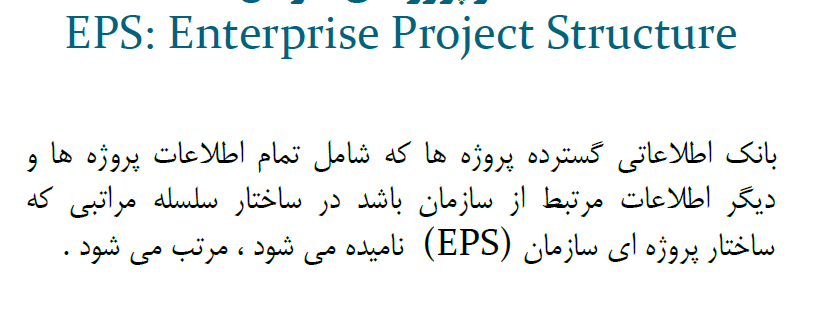 EPS: Enterprise Project Structure
بانک اطلاعاتی گسترده پروژه ها که شامل تمام اطلاعات پروژه ها و
دیگر اطلاعات مرتبط از سازمان باشد در ساختار سلسله مراتبی که
ساختار پروژه ای سازمان (EPS) نامیده می شود ، مرتب می شود .